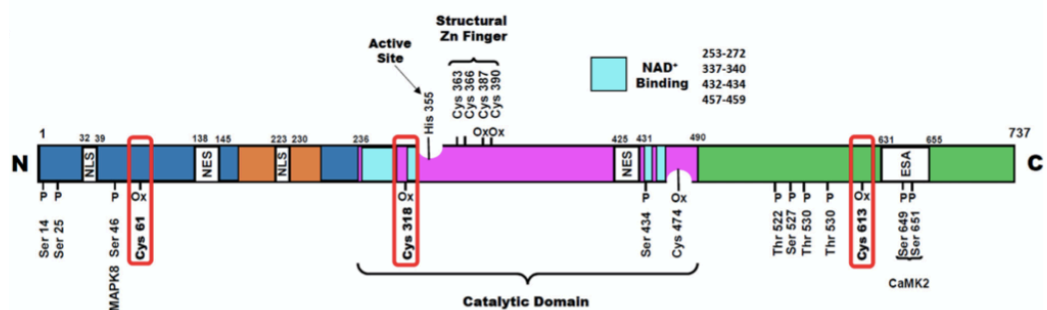 Structural
Zn Finger
Active
Site
His 355
Cys 363
Cys 366
Cys 387
Cys 390
OxOx
NAD+
Binding
253-272
337-340
432-434
457-459
1
32 39
138 145
223 230
236
425 431
490
631 655
737
N
NLS
NES
NLS
NES
ESA
C
P
P
P
Ox
Ox
P
Ox
P
P
P
P
Ox
PP
Ser 14
Ser 25
MAPK8 Ser 46
Cys 61
Cys 318
Ser 434
Cys 474
Thr 522
Ser 527
Thr 530
Thr 530
Cys 613
Ser 649
Ser 651
CaMK2
Catalytic Domain